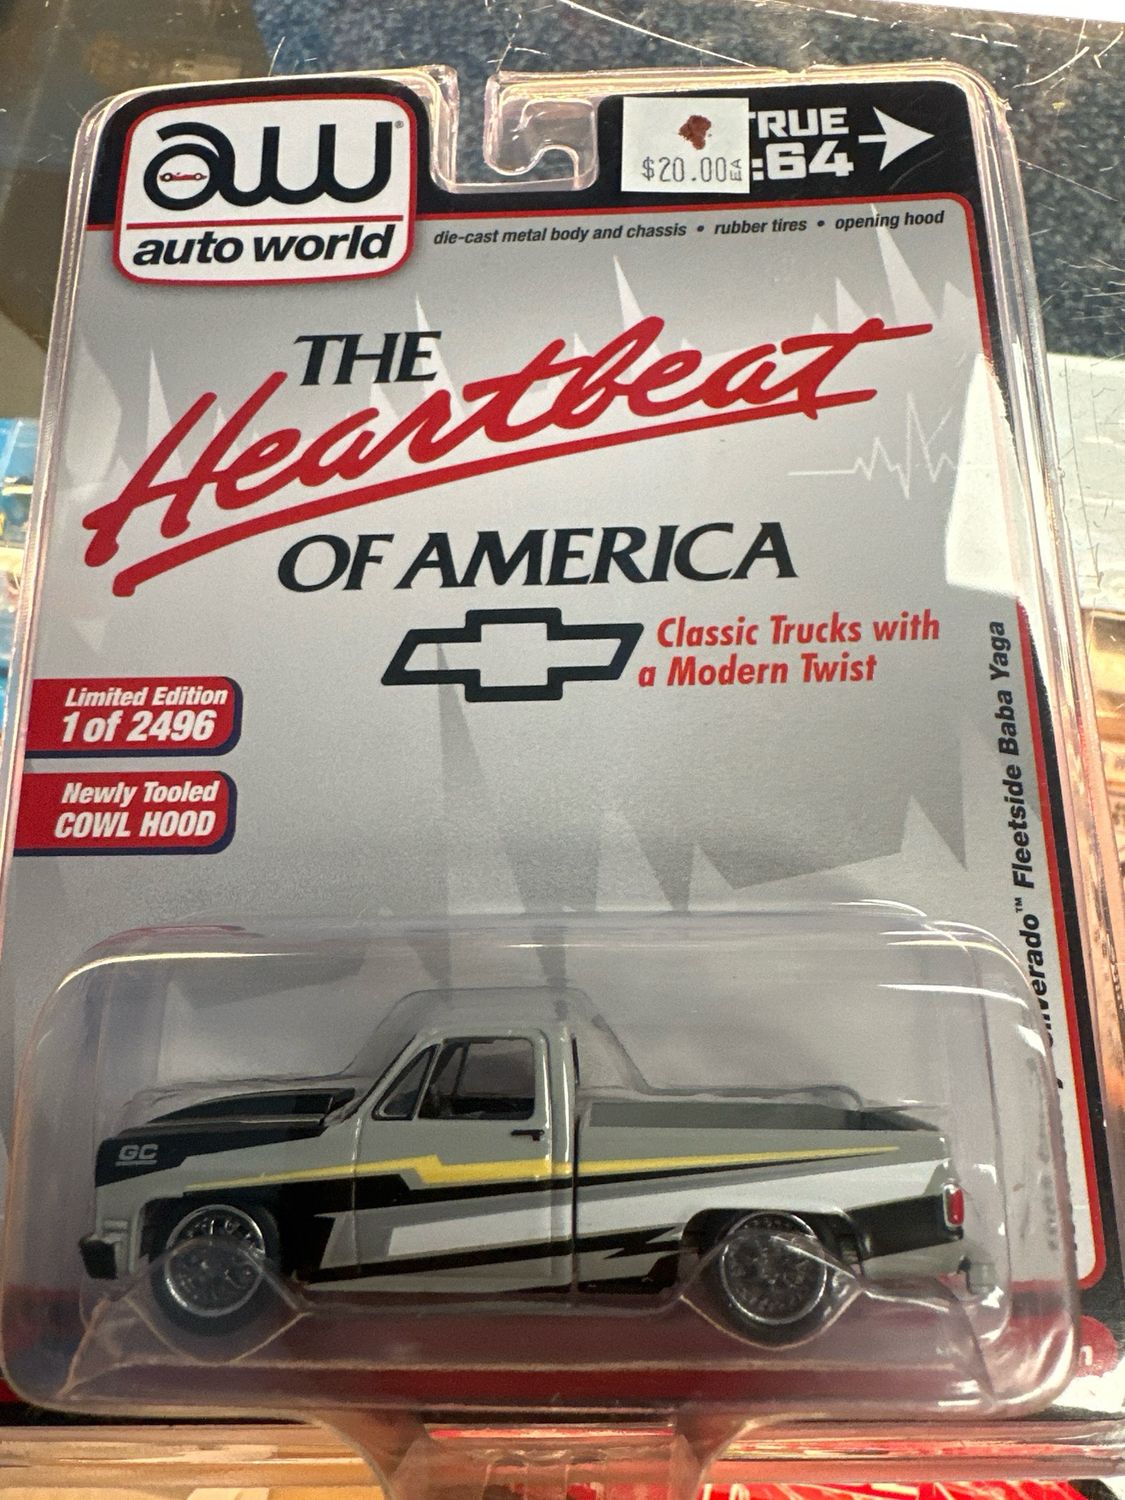 aw®
auto world
$20.00 EA
TRUE
:64
die-cast metal body and chassis • rubber tires • opening hood
THE
Heartbeat
OF AMERICA
Classic Trucks with
a Modern Twist
Limited Edition
1 of 2496
Newly Tooled
COWL HOOD
verado™ Fleetside Baba Yaga
GC